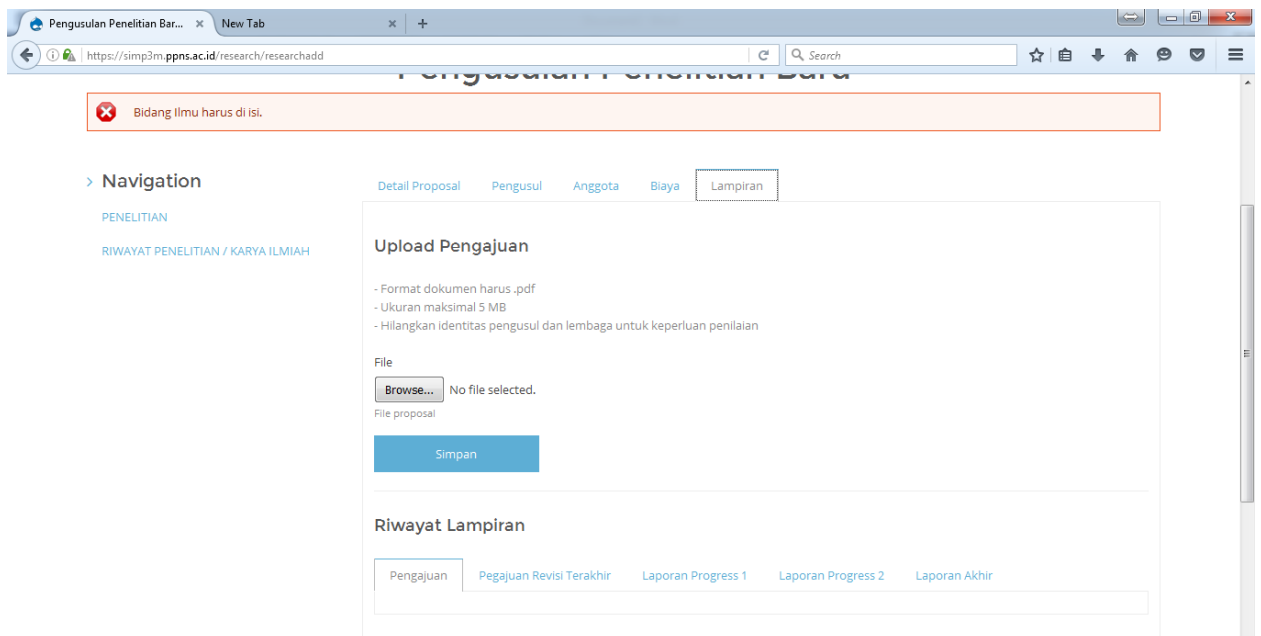 Pengusulan Penelitian Bar...
New Tab
https://simp3m.ppns.ac.id/research/researchadd
Search
Pengusulan Penelitian Baru
Bidang Ilmu harus di isi.
Navigation
PENELITIAN
RIWAYAT PENELITIAN / KARYA ILMIAH
Detail Proposal Pengusul Anggota Biaya Lampiran
Upload Pengajuan
- Format dokumen harus .pdf
- Ukuran maksimal 5 MB
- Hilangkan identitas pengusul dan lembaga untuk keperluan penilaian
File
Browse... No file selected.
File proposal
Simpan
Riwayat Lampiran
Pengajuan Pegajuan Revisi Terakhir Laporan Progress 1 Laporan Progress 2 Laporan Akhir